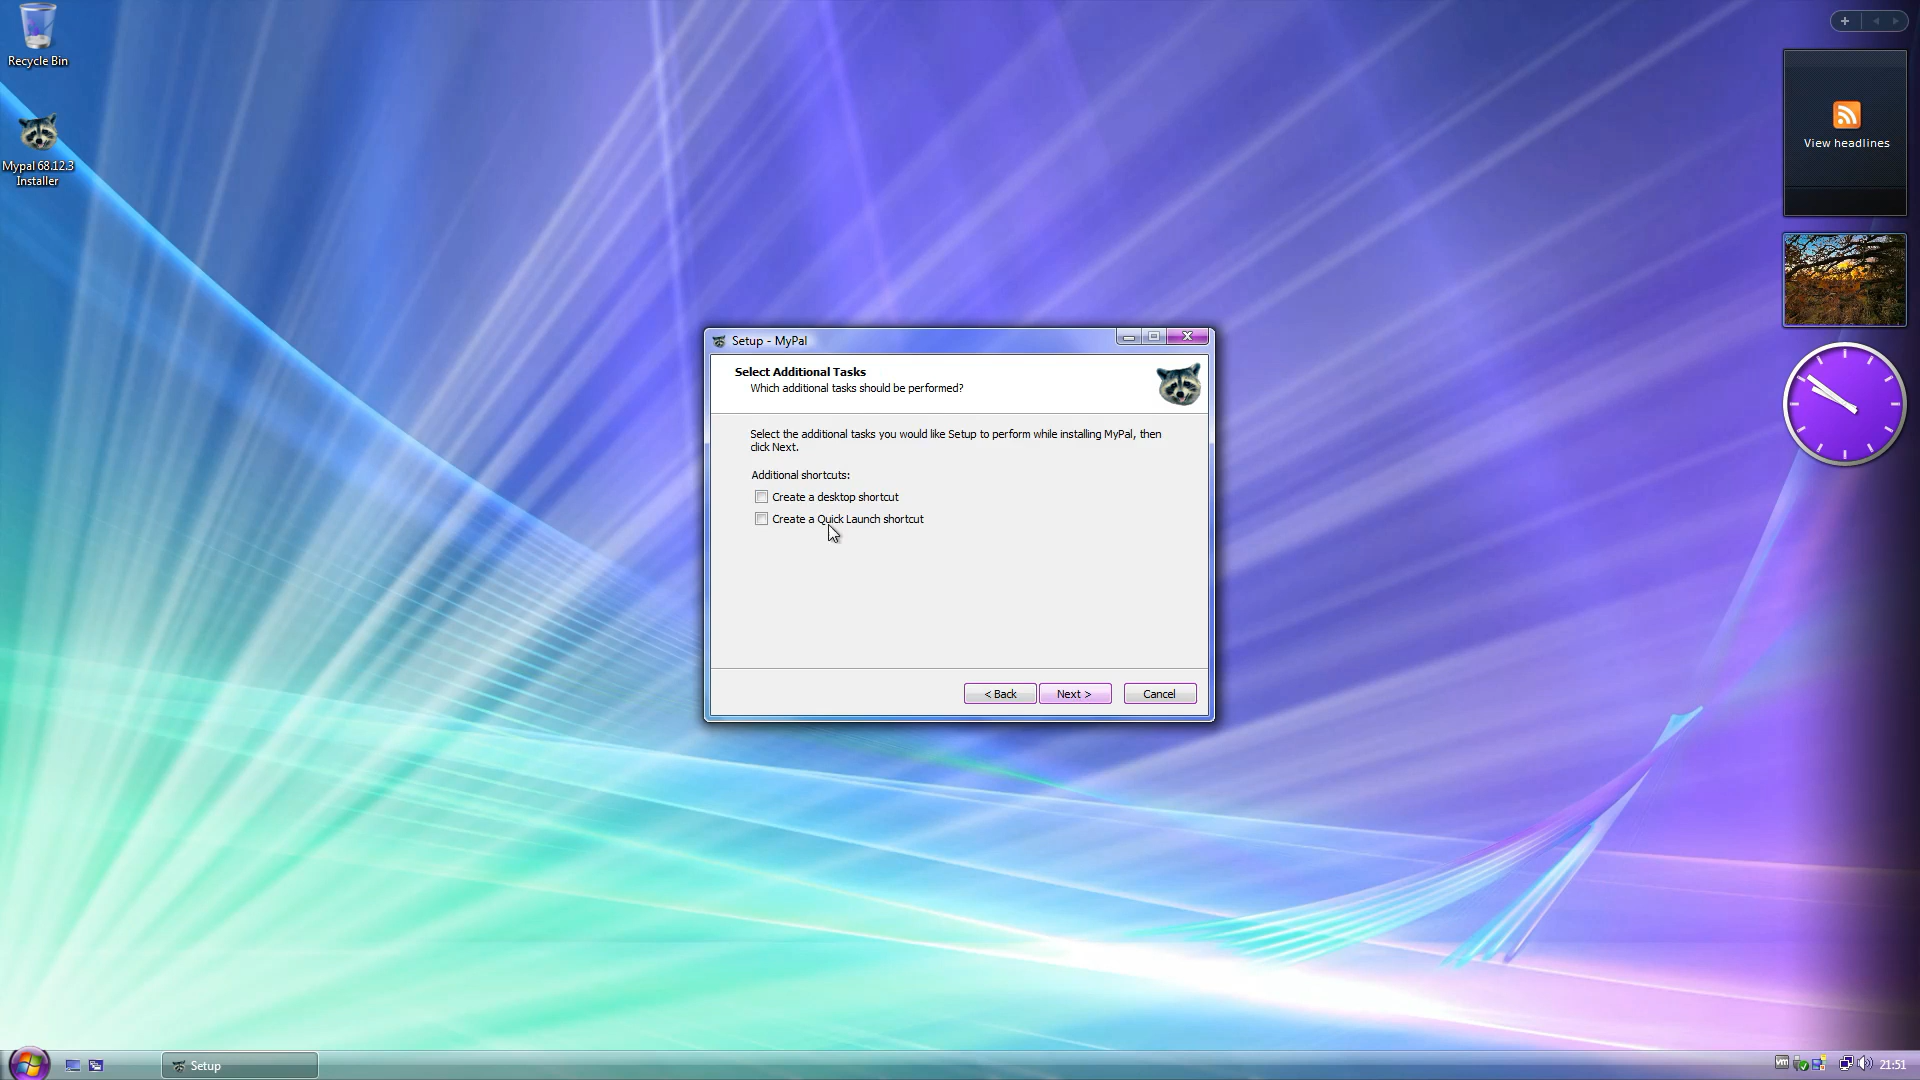 Recycle Bin
Mypal 68.12.3
Installer
View headlines
Setup - MyPal
Select Additional Tasks
Which additional tasks should be performed?
Select the additional tasks you would like Setup to perform while installing MyPal, then
click Next.
Additional shortcuts:
Create a desktop shortcut
Create a Quick Launch shortcut
< Back
Next >
Cancel
Setup
vm
21:51